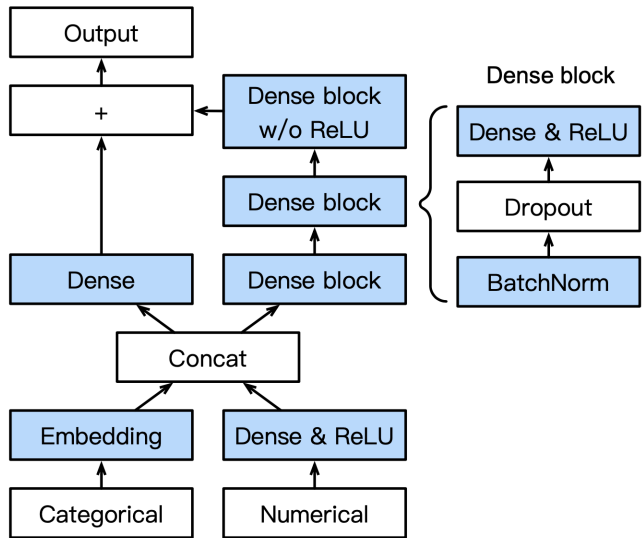 Output
+
Dense block
w/o ReLU
Dense block
Dense
Dense block
Concat
Embedding
Dense & ReLU
Categorical
Numerical
Dense block
Dense & ReLU
Dropout
BatchNorm